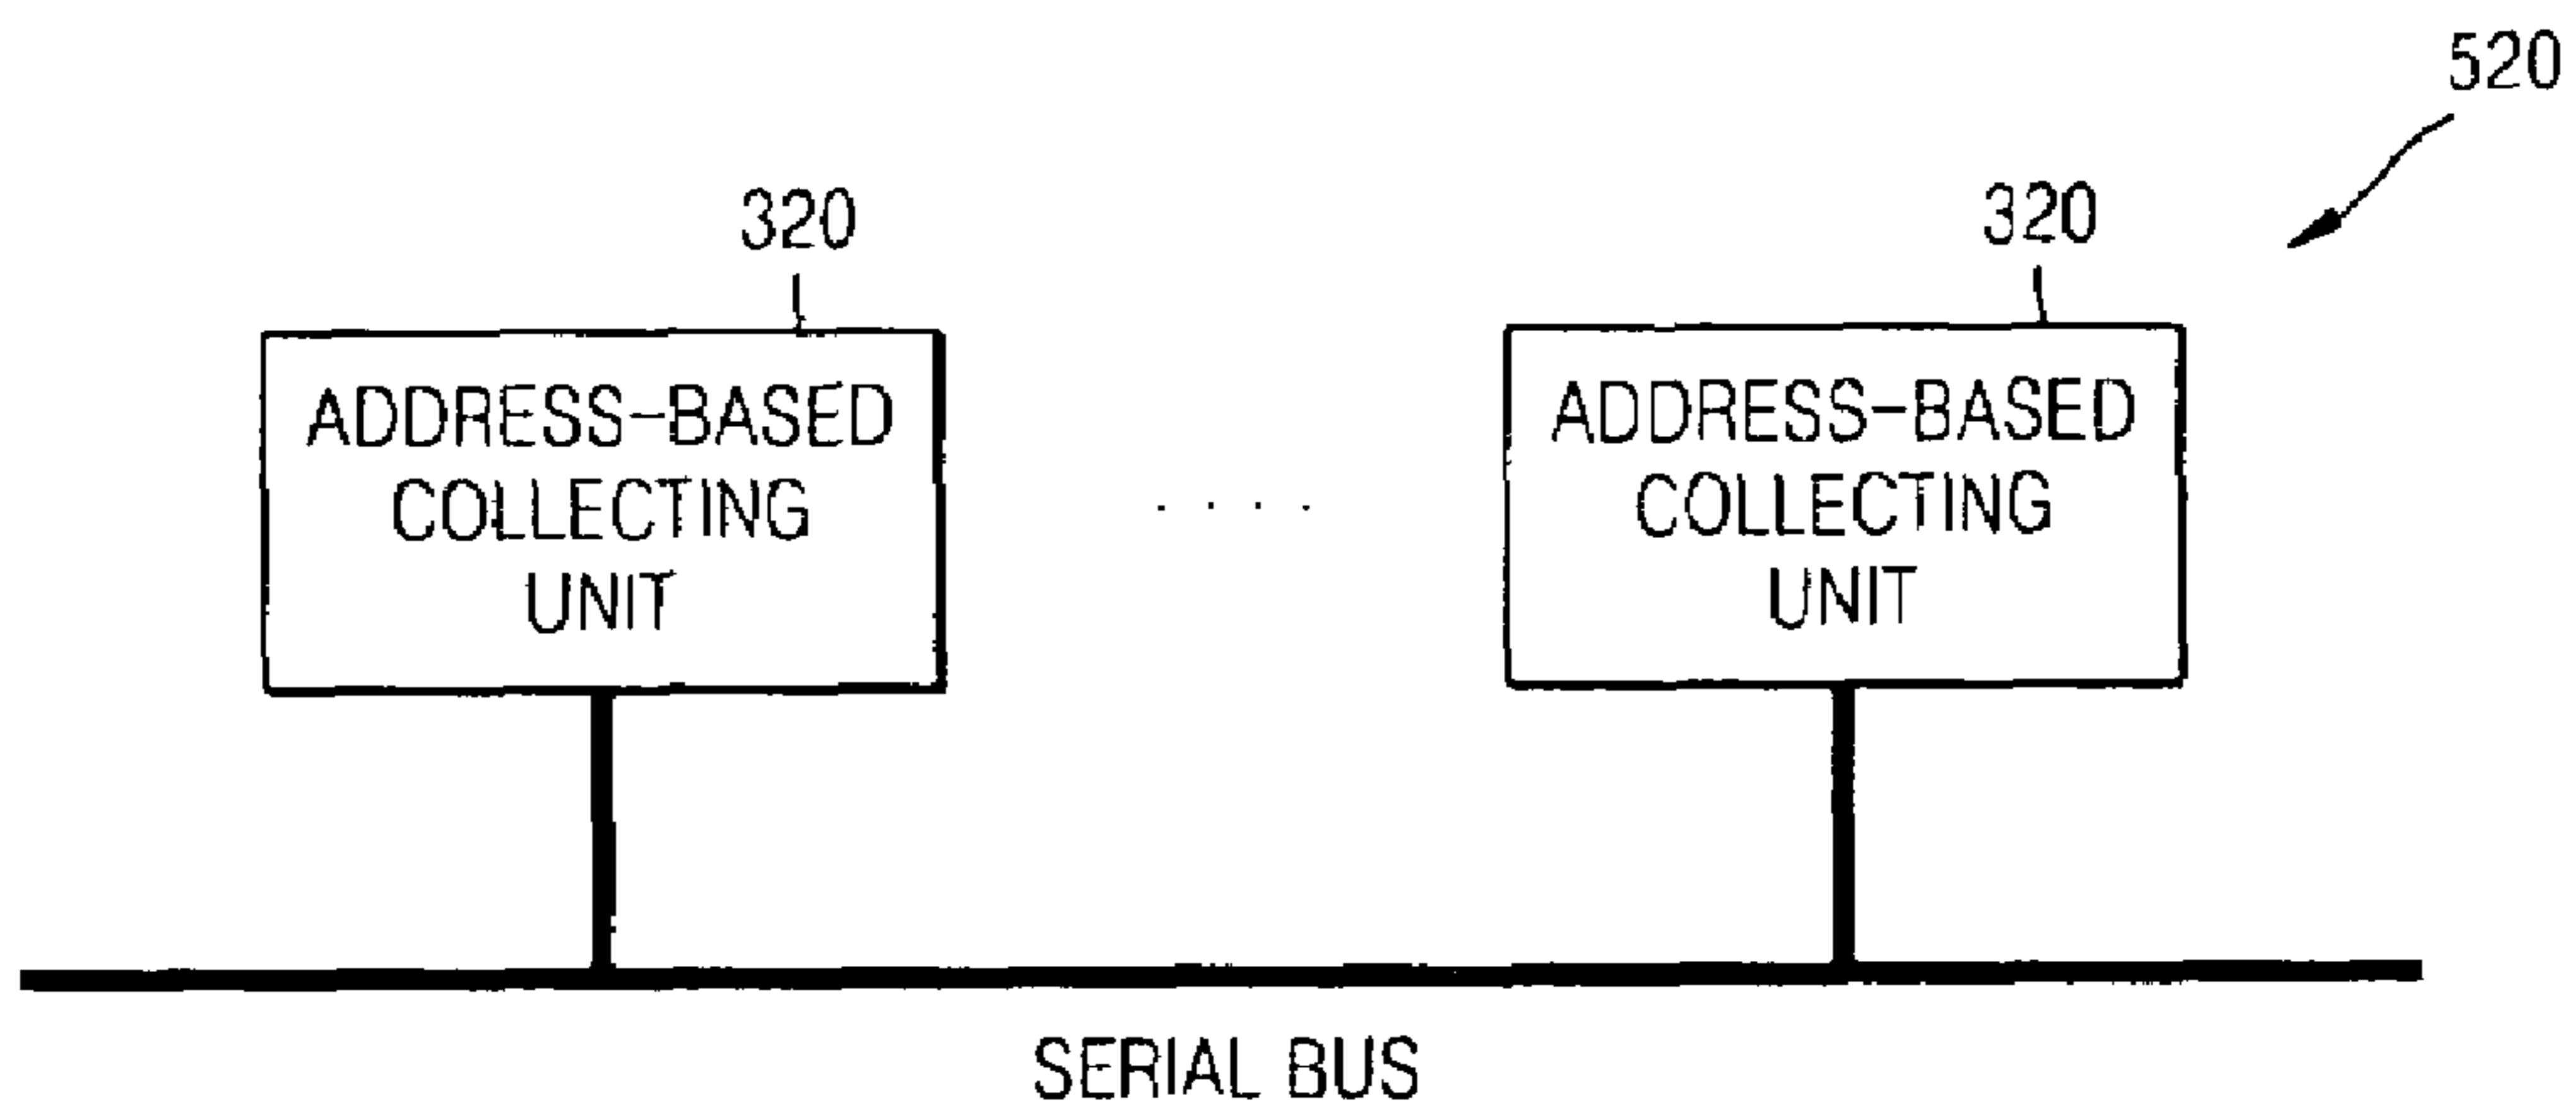 520
320
320
ADDRESS-BASED
COLLECTING
UNIT
ADDRESS-BASED
COLLECTING
UNIT
SERIAL BUS